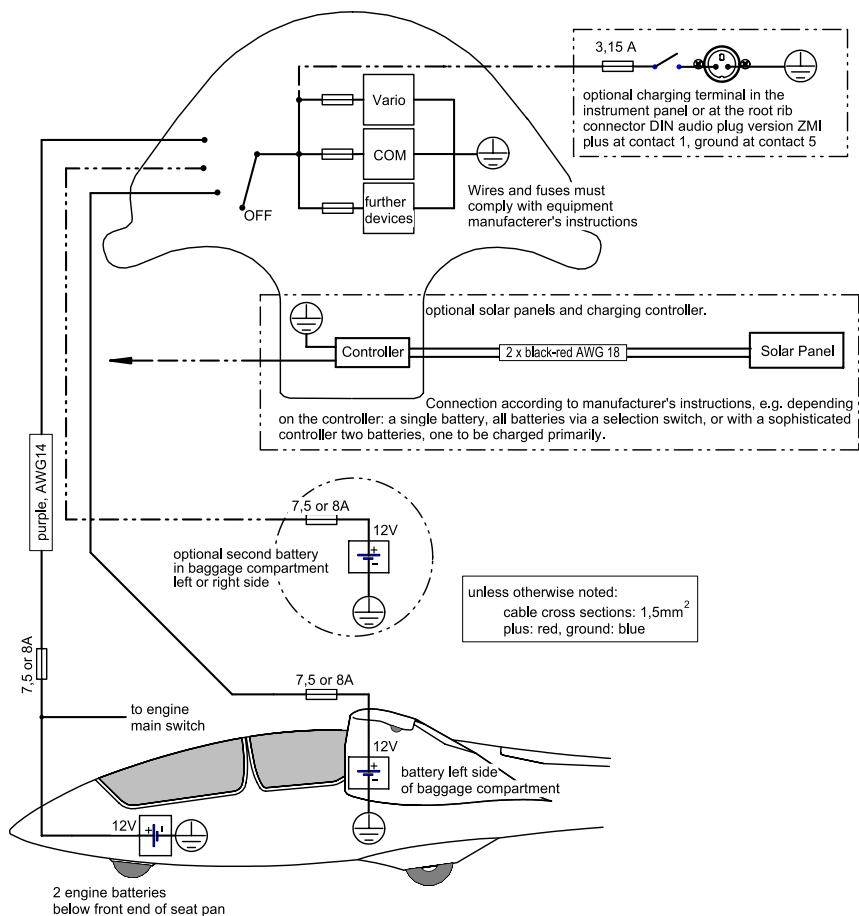 3,15 A
optional charging terminal in the
instrument panel or at the root rib
connector DIN audio plug version ZMI
plus at contact 1, ground at contact 5
Vario
COM
further
devices
OFF
Wires and fuses must
comply with equipment
manufacterer's instructions
optional solar panels and charging controller.
Controller
2 x black-red AWG 18
Solar Panel
Connection according to manufacturer's instructions, e.g. depending
on the controller: a single battery, all batteries via a selection switch, or with a sophisticated
controller two batteries, one to be charged primarily.
purple, AWG14
7,5 or 8A
12V
optional second battery
in baggage compartment
left or right side
unless otherwise noted:
cable cross sections: 1,5mm²
plus: red, ground: blue
7,5 or 8A
7,5 or 8A
to engine
main switch
12V
battery left side
of baggage compartment
12V
2 engine batteries
below front end of seat pan